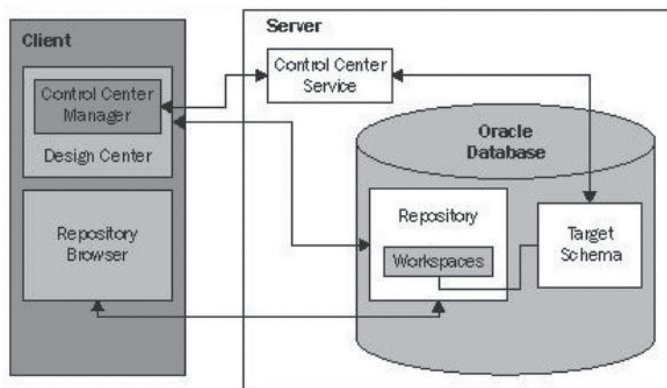 Client
Control Center
Manager
Design Center
Repository
Browser
Server
Control Center
Service
Oracle
Database
Repository
Workspaces
Target
Schema